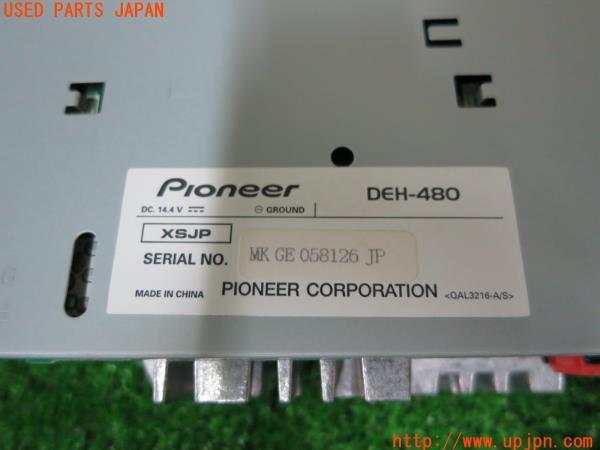 USED PARTS JAPAN
Pioneer DEH-480
DC. 14.4 V ⎓ ⊖ GROUND
XSJP
SERIAL NO. MK GE 058126 JP
MADE IN CHINA PIONEER CORPORATION <QAL3216-A/S>
http://www.upjpn.com/